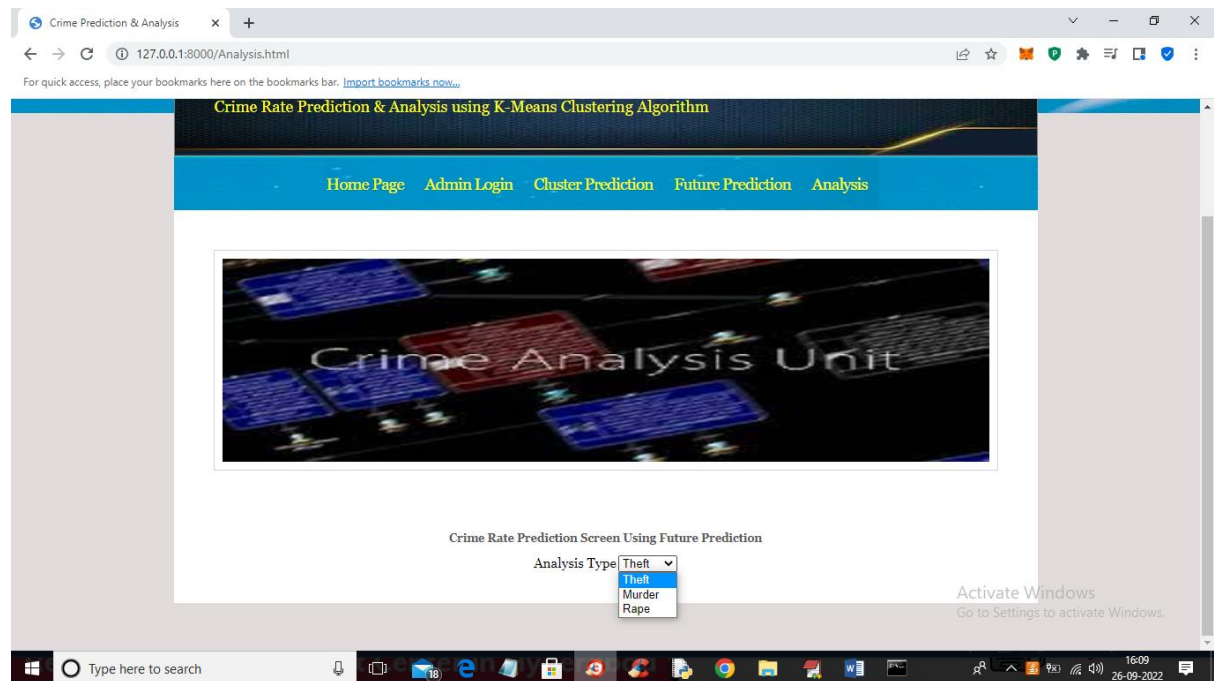 Crime Prediction & Analysis
127.0.0.1:8000/Analysis.html
For quick access, place your bookmarks here on the bookmarks bar. Import bookmarks now...
Crime Rate Prediction & Analysis using K-Means Clustering Algorithm
Home Page Admin Login Cluster Prediction Future Prediction Analysis
Crime Analysis Unit
Crime Rate Prediction Screen Using Future Prediction
Analysis Type Theft
Theft
Murder
Rape
Activate Windows
Go to Settings to activate Windows.
Type here to search
18
16:09
26-09-2022